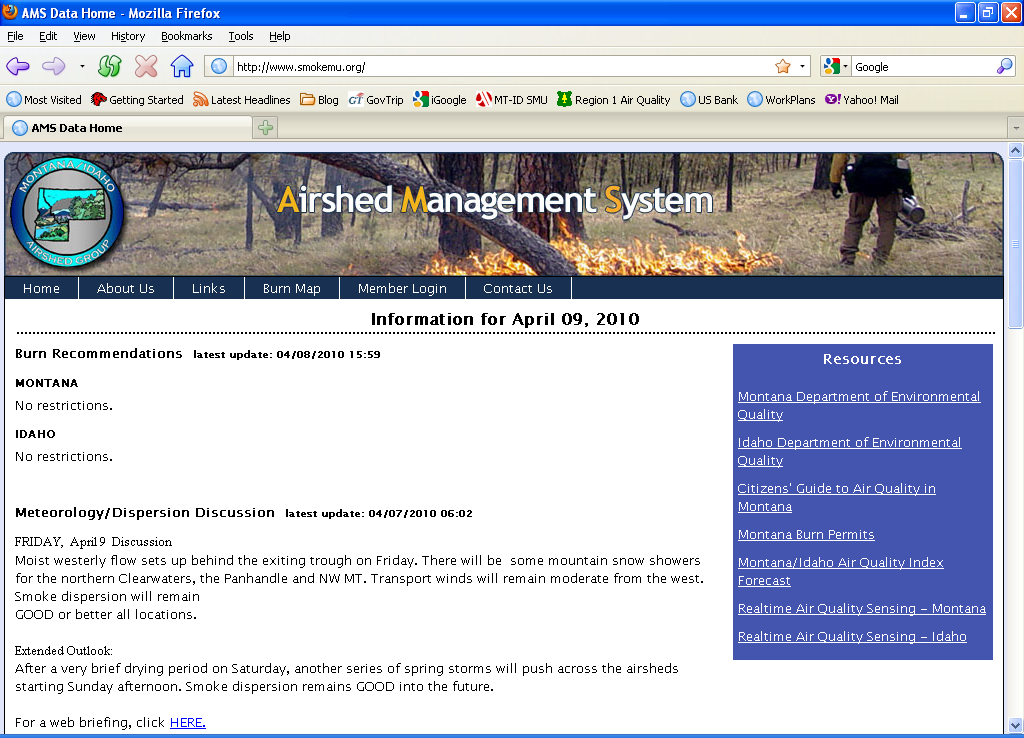 AMS Data Home - Mozilla Firefox
File Edit View History Bookmarks Tools Help
http://www.smokemu.org/ Google
Most Visited Getting Started Latest Headlines Blog GT GovTrip iGoogle MT-ID SMU Region 1 Air Quality US Bank WorkPlans Y! Yahoo! Mail
AMS Data Home
MONTANA/IDAHO
AIRSHED GROUP
Airshed Management System
Home About Us Links Burn Map Member Login Contact Us
Information for April 09, 2010
Burn Recommendations latest update: 04/08/2010 15:59
MONTANA
No restrictions.
IDAHO
No restrictions.
Meteorology/Dispersion Discussion latest update: 04/07/2010 06:02
FRIDAY, April 9 Discussion
Moist westerly flow sets up behind the exiting trough on Friday. There will be some mountain snow showers
for the northern Clearwaters, the Panhandle and NW MT. Transport winds will remain moderate from the west.
Smoke dispersion will remain
GOOD or better all locations.
Extended Outlook:
After a very brief drying period on Saturday, another series of spring storms will push across the airsheds
starting Sunday afternoon. Smoke dispersion remains GOOD into the future.
For a web briefing, click HERE.
Resources
Montana Department of Environmental
Quality
Idaho Department of Environmental
Quality
Citizens' Guide to Air Quality in
Montana
Montana Burn Permits
Montana/Idaho Air Quality Index
Forecast
Realtime Air Quality Sensing – Montana
Realtime Air Quality Sensing – Idaho